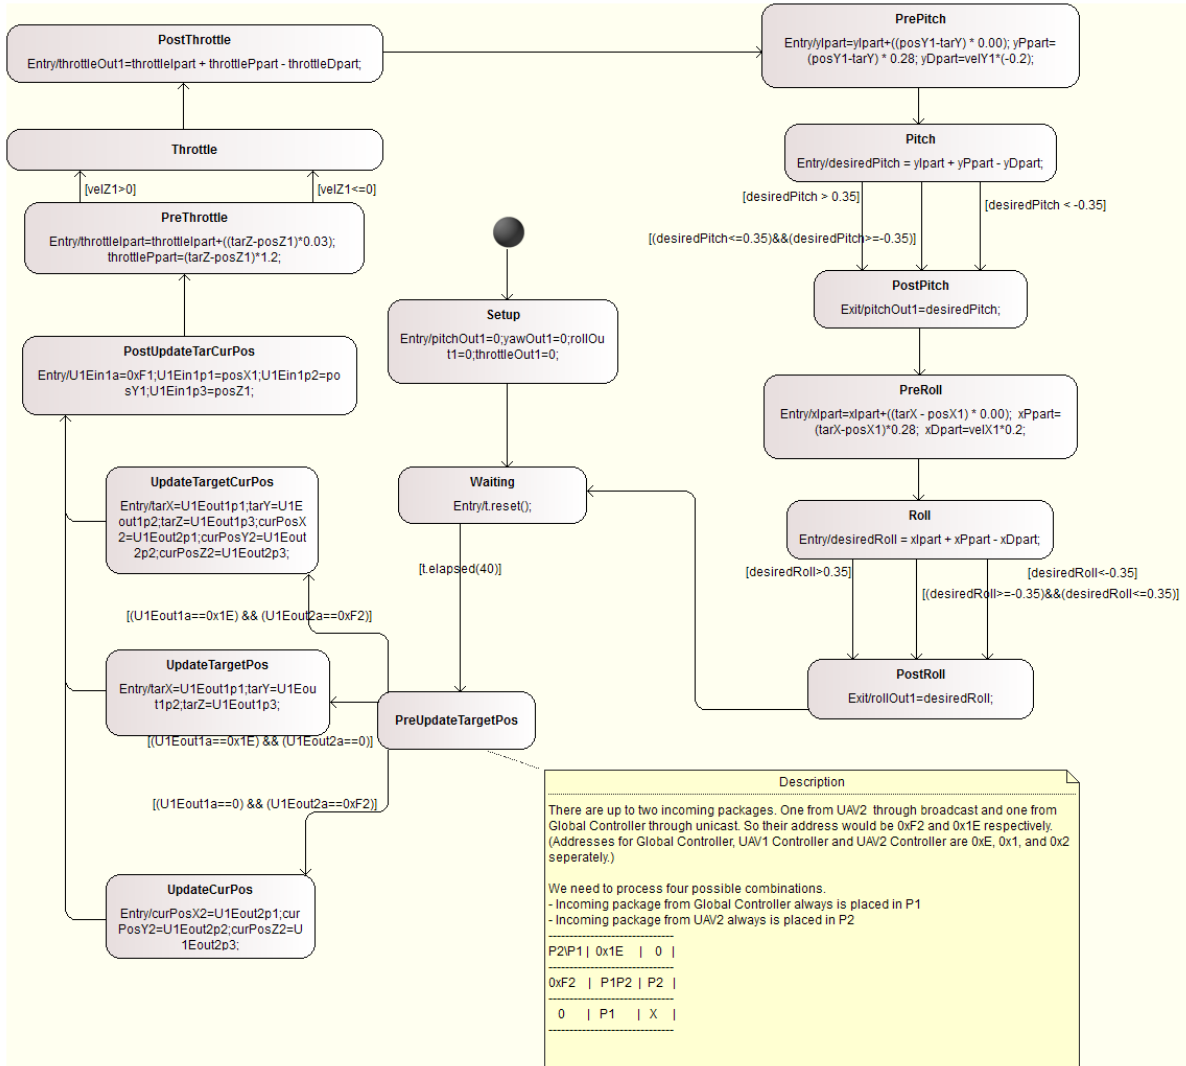 PostThrottle
Entry/throttleOut1=throttleIpart + throttlePpart - throttleDpart;
Throttle
[velZ1>0]
[velZ1<=0]
PreThrottle
Entry/throttleIpart=throttleIpart+((tarZ-posZ1)*0.03);
throttlePpart=(tarZ-posZ1)*1.2;
PostUpdateTarCurPos
Entry/U1Ein1a=0xF1;U1Ein1p1=posX1;U1Ein1p2=po
sY1;U1Ein1p3=posZ1;
UpdateTargetCurPos
Entry/tarX=U1Eout1p1;tarY=U1E
out1p2;tarZ=U1Eout1p3;curPosX
2=U1Eout2p1;curPosY2=U1Eout
2p2;curPosZ2=U1Eout2p3;
[(U1Eout1a==0x1E) && (U1Eout2a==0xF2)]
UpdateTargetPos
Entry/tarX=U1Eout1p1;tarY=U1Eou
t1p2;tarZ=U1Eout1p3;
[(U1Eout1a==0x1E) && (U1Eout2a==0)]
[(U1Eout1a==0) && (U1Eout2a==0xF2)]
UpdateCurPos
Entry/curPosX2=U1Eout2p1;cur
PosY2=U1Eout2p2;curPosZ2=U
1Eout2p3;
Setup
Entry/pitchOut1=0;yawOut1=0;rollOu
t1=0;throttleOut1=0;
Waiting
Entry/t.reset();
[t.elapsed(40)]
PreUpdateTargetPos
PrePitch
Entry/yIpart=yIpart+((posY1-tarY) * 0.00); yPpart=
(posY1-tarY) * 0.28; yDpart=velY1*(-0.2);
Pitch
Entry/desiredPitch = yIpart + yPpart - yDpart;
[desiredPitch > 0.35]
[desiredPitch < -0.35]
[(desiredPitch<=0.35)&&(desiredPitch>=-0.35)]
PostPitch
Exit/pitchOut1=desiredPitch;
PreRoll
Entry/xIpart=xIpart+((tarX - posX1) * 0.00); xPpart=
(tarX-posX1)*0.28; xDpart=velX1*0.2;
Roll
Entry/desiredRoll = xIpart + xPpart - xDpart;
[desiredRoll>0.35]
[desiredRoll<-0.35]
[(desiredRoll>=-0.35)&&(desiredRoll<=0.35)]
PostRoll
Exit/rollOut1=desiredRoll;
Description
There are up to two incoming packages. One from UAV2 through broadcast and one from
Global Controller through unicast. So their address would be 0xF2 and 0x1E respectively.
(Addresses for Global Controller, UAV1 Controller and UAV2 Controller are 0xE, 0x1, and 0x2
seperately.)
We need to process four possible combinations.
- Incoming package from Global Controller always is placed in P1
- Incoming package from UAV2 always is placed in P2
-------------------------------
P2\P1 | 0x1E | 0 |
-------------------------------
0xF2 | P1P2 | P2 |
-------------------------------
0 | P1 | X |
-------------------------------